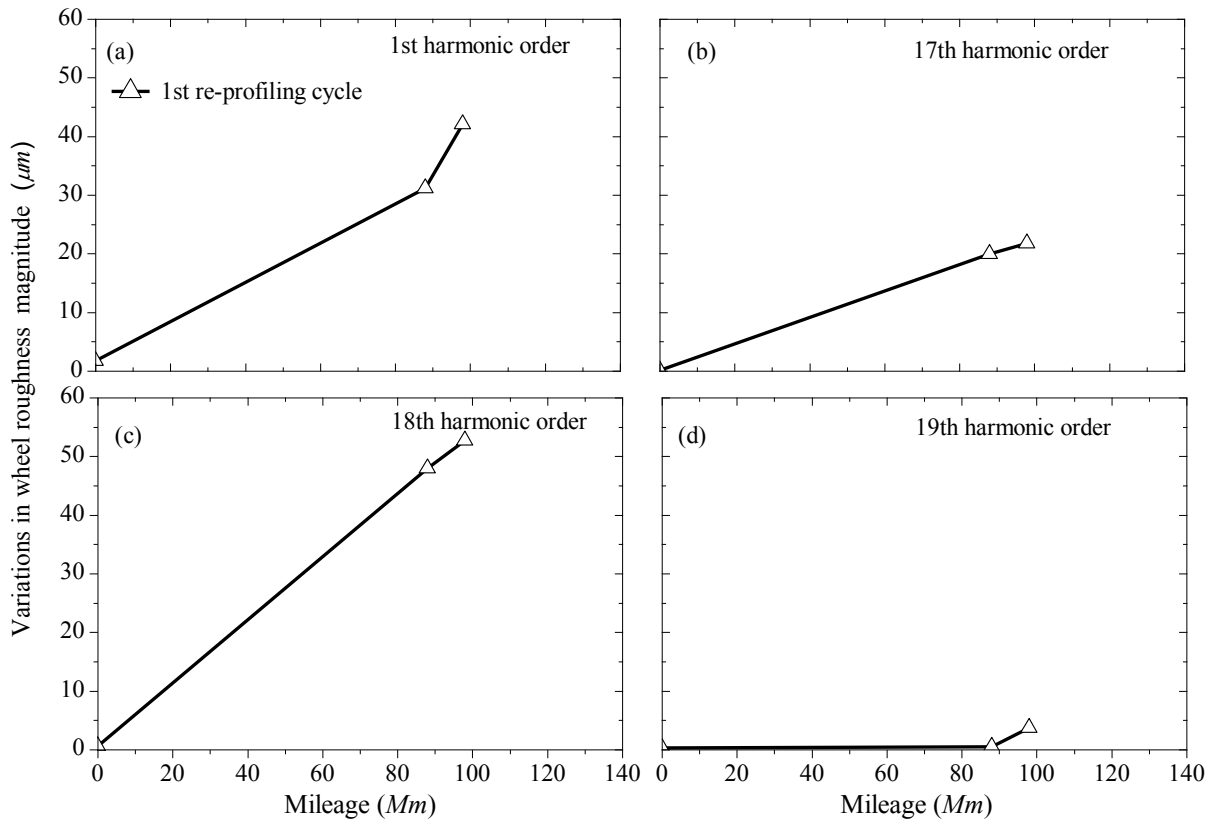 Variations in wheel roughness magnitude (μm)
60
50
40
30
20
10
0
(a)
1st harmonic order
1st re-profiling cycle
(b)
17th harmonic order
60
50
40
30
20
10
0
(c)
18th harmonic order
(d)
19th harmonic order
0 20 40 60 80 100 120 140
0 20 40 60 80 100 120 140
Mileage (Mm)
Mileage (Mm)